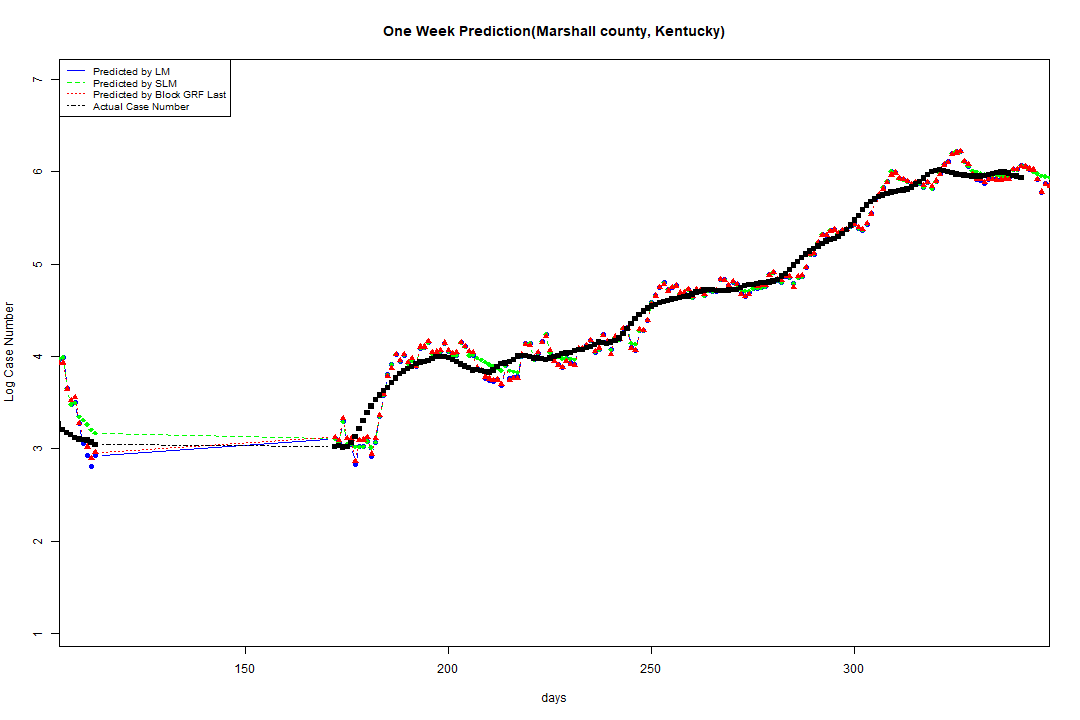 One Week Prediction(Marshall county, Kentucky)
Predicted by LM
Predicted by SLM
Predicted by Block GRF Last
Actual Case Number
7
6
5
4
3
2
1
Log Case Number
150 200 250 300
days